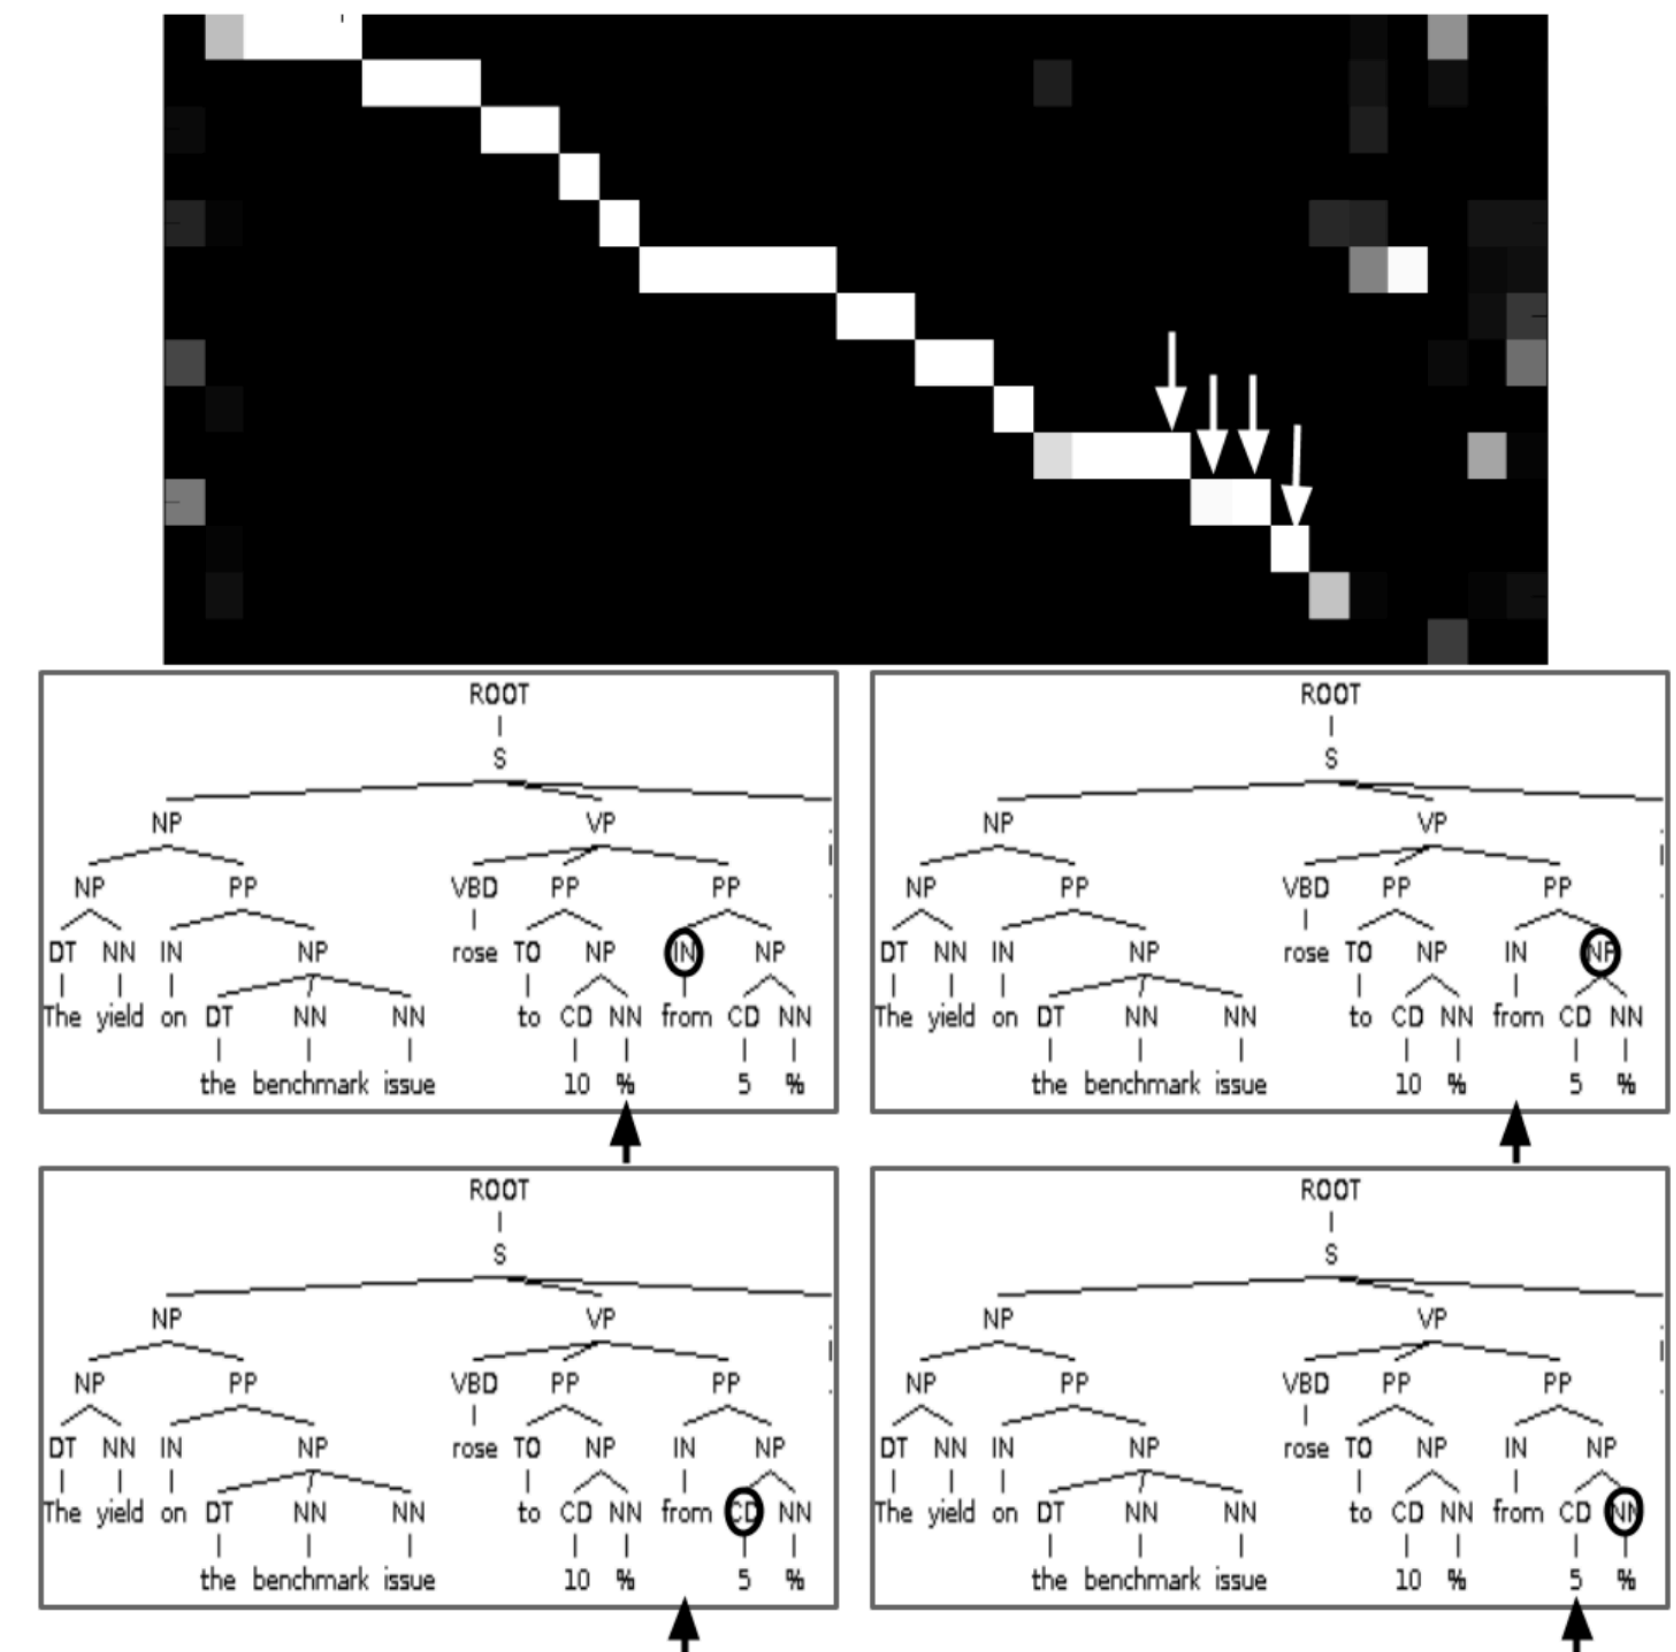 ROOT
S
NP VP .
NP PP VBD PP PP .
DT NN IN NP rose TO NP IN NP
The yield on DT NN NN to CD NN from CD NN
the benchmark issue 10 % 5 %
ROOT
S
NP VP .
NP PP VBD PP PP .
DT NN IN NP rose TO NP IN NP
The yield on DT NN NN to CD NN from CD NN
the benchmark issue 10 % 5 %
ROOT
S
NP VP .
NP PP VBD PP PP .
DT NN IN NP rose TO NP IN NP
The yield on DT NN NN to CD NN from CD NN
the benchmark issue 10 % 5 %
ROOT
S
NP VP .
NP PP VBD PP PP .
DT NN IN NP rose TO NP IN NP
The yield on DT NN NN to CD NN from CD NN
the benchmark issue 10 % 5 %